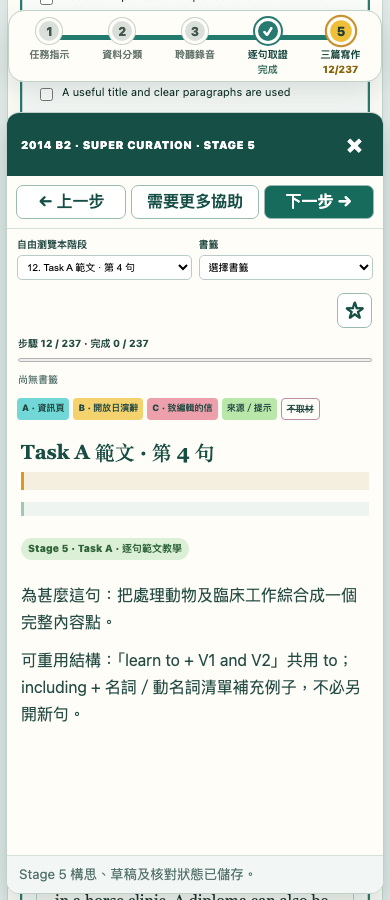 1
2
3
5
任務指示
資料分類
聆聽錄音
逐句取證
三篇寫作
完成
12/237
A useful title and clear paragraphs are used
2014 B2 · SUPER CURATION · STAGE 5
← 上一步
需要更多協助
下一步 →
自由瀏覽本階段
書籤
12. Task A 範文 · 第 4 句
選擇書籤
步驟 12 / 237 · 完成 0 / 237
尚無書籤
A · 資訊頁
B · 開放日演辭
C · 致編輯的信
來源 / 提示
不取材
Task A 範文 · 第 4 句
Stage 5 · Task A · 逐句範文教學
為甚麼這句：把處理動物及臨床工作綜合成一個
完整內容點。
可重用結構：「learn to + V1 and V2」共用 to；
including + 名詞 / 動名詞清單補充例子，不必另
開新句。
Stage 5 構思、草稿及核對狀態已儲存。
in a horse clinic. A diploma can also be